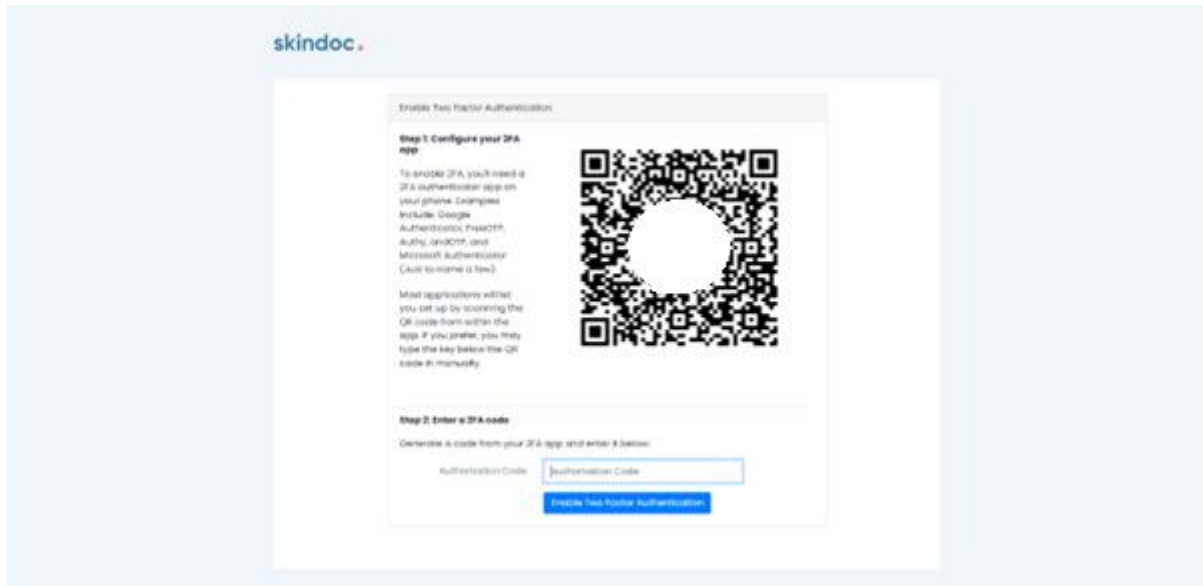 skindoc.
Enable Two Factor Authentication
Step 1: Configure your 2FA
app
To enable 2FA, you'll need a
2FA authenticator app on
your phone. Examples
include: Google
Authenticator, FreeOTP,
Authy, andOTP, and
Microsoft Authenticator
(Just to name a few).
Most applications will let
you set up by scanning the
QR code from within the
app. If you prefer, you may
type the key below the QR
code in manually.
Step 2: Enter a 2FA code
Generate a code from your 2FA app and enter it below:
Authorization Code
Authorization Code
Enable Two Factor Authentication